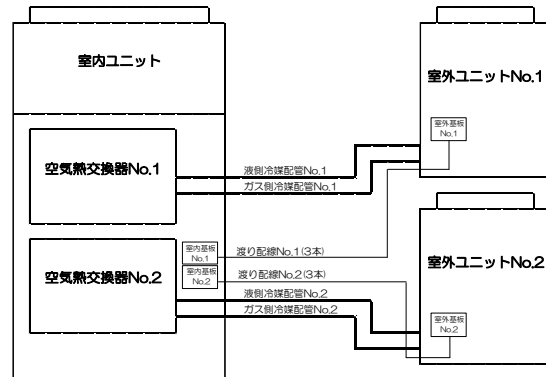 室内ユニット
室外ユニットNo.1
室外基板
No.1
空気熱交換器No.1
液側冷媒配管No.1
ガス側冷媒配管No.1
室内基板
No.1
渡り配線No.1(3本)
室内基板
No.2
渡り配線No.2(3本)
空気熱交換器No.2
室外ユニットNo.2
液側冷媒配管No.2
ガス側冷媒配管No.2
室外基板
No.2